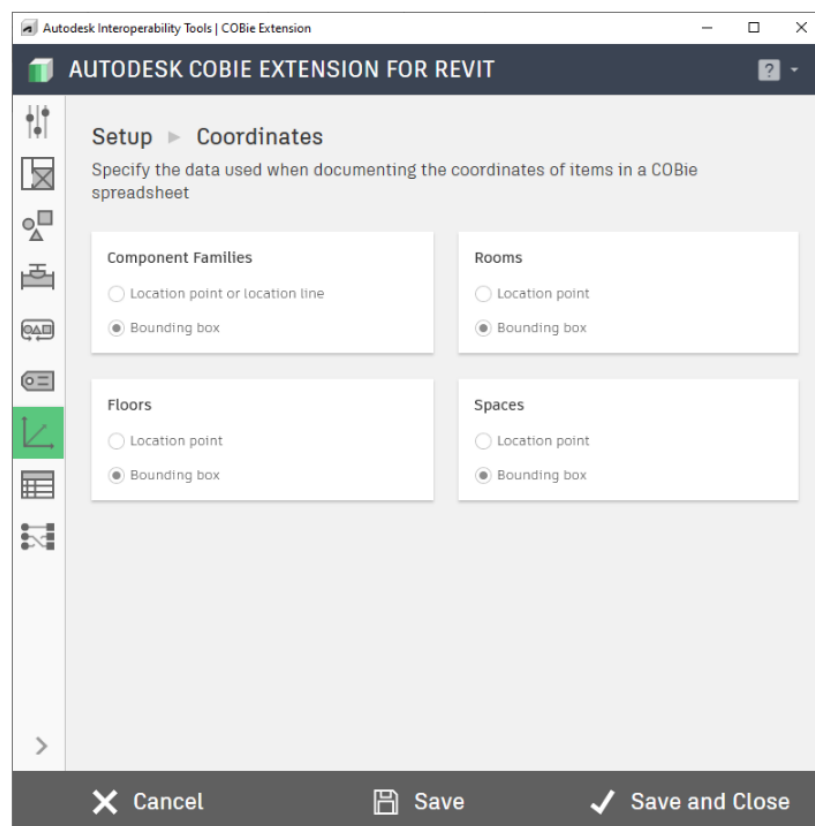 Autodesk Interoperability Tools | COBie Extension
AUTODESK COBIE EXTENSION FOR REVIT
?
Setup ► Coordinates
Specify the data used when documenting the coordinates of items in a COBie
spreadsheet
Component Families
Location point or location line
Bounding box
Rooms
Location point
Bounding box
Floors
Location point
Bounding box
Spaces
Location point
Bounding box
Cancel
Save
Save and Close